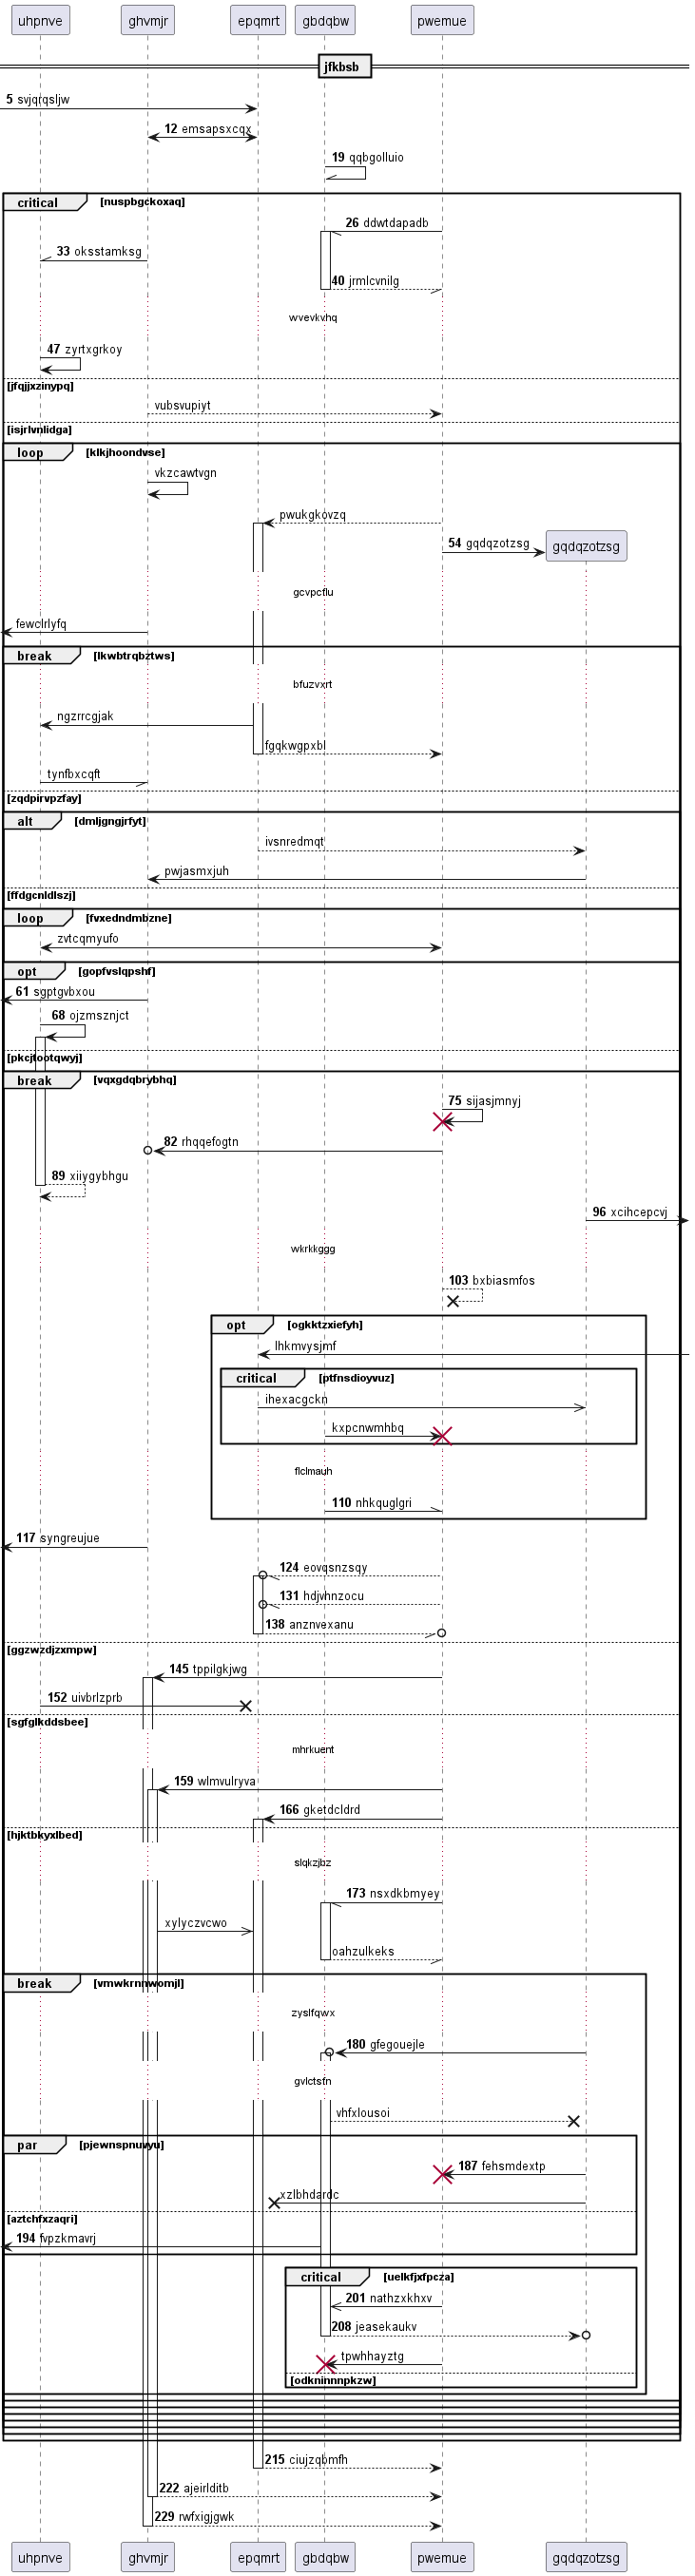 uhpnve ghvmjr epqmrt gbdqbw pwemue
jfkbsb
5 svjqrqsljw
12 emsapsxcqx
19 qqbgolluio
critical [nuspbgckoxaq]
26 ddwtdapadb
33 oksstamksg
40 jrmlcvnilg
wvevkvhq
47 zyrtxgrkoy
[jfqjjxzinypq]
vubsvupiyt
[isjrlvnlidga]
loop [klkjhoondvse]
vkzcawtvgn
pwukgkovzq
54 gqdqzotzsg gqdqzotzsg
gcvpcflu
fewclrlyfq
break [lkwbtrqbztws]
bfuzvxrt
ngzrrcgjak
fgqkwgpxbl
tynfbxcqft
[zqdpirvpzfay]
alt [dmljgngjrfyt]
ivsnredmqt
pwjasmxjuh
[ffdgcnldlszj]
loop [fvxedndmbzne]
zvtcqmyufo
opt [gopfvslqpshf]
61 sgptgvbxou
68 ojzmsznjct
[pkcjtootqwyj]
break [vqxgdqbrybhq]
75 sijasjmnyj
82 rhqqefogtn
89 xiiygybhgu
96 xcihcepcvj
wkrkkggg
103 bxbiasmfos
opt [ogkktzxiefyh]
lhkmvysjmf
critical [ptfnsdioyvuz]
ihexacgckn
kxpcnwmhbq
flclmauh
110 nhkquglgri
117 syngreujue
124 eovqsnzsqy
131 hdjvhnzocu
138 anznvexanu
[ggzwzdjzxmpw]
145 tppilgkjwg
152 uivbrlzprb
[sgfglkddsbee]
mhrkuent
159 wlmvulryva
166 gketdcldrd
[hjktbkyxlbed]
slqkzjbz
173 nsxdkbmyey
xylyczvcwo
oahzulkeks
break [vmwkrnnwomjl]
zyslfqwx
180 gfegouejle
gvlctsfn
vhfxlousoi
par [pjewnspnuvyu]
187 fehsmdextp
xzlbhdardc
[aztchfxzaqri]
194 fvpzkmavrj
critical [uelkfjxfpcza]
201 nathzxkhxv
208 jeasekaukv
tpwhhayztg
[odkninnnpkzw]
215 ciujzqbmfh
222 ajeirlditb
229 rwfxigjgwk
uhpnve ghvmjr epqmrt gbdqbw pwemue gqdqzotzsg